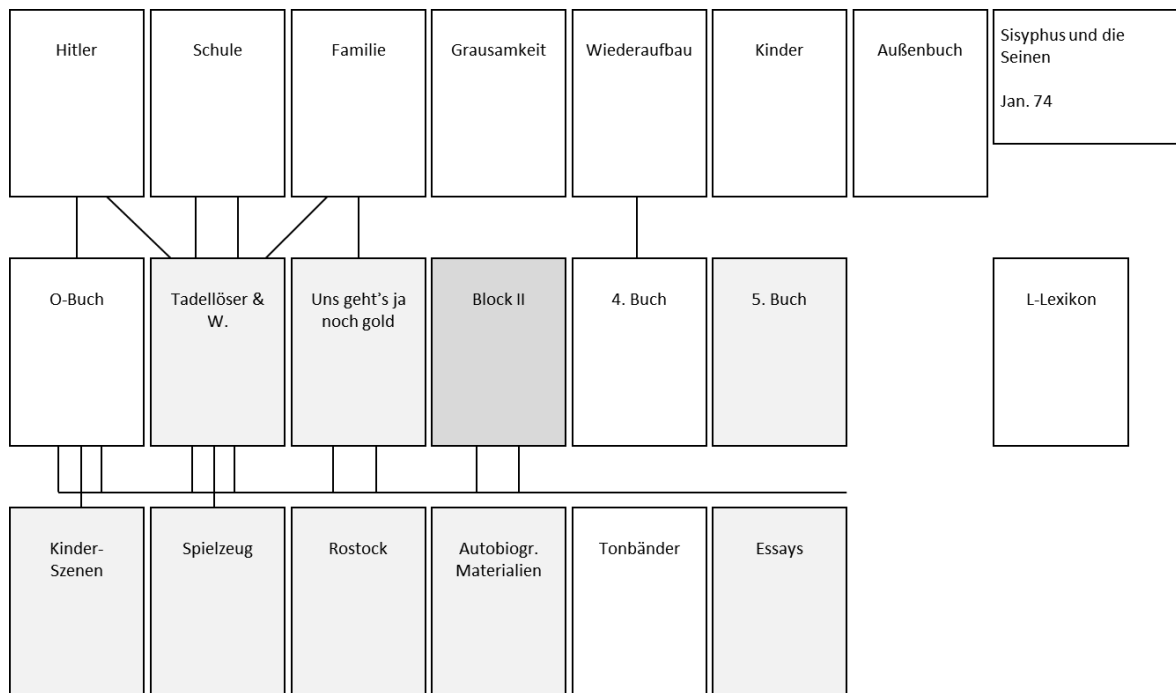 Hitler
Schule
Familie
Grausamkeit
Wiederaufbau
Kinder
Außenbuch
Sisyphus und die
Seinen
Jan. 74
O-Buch
Tadellöser &
W.
Uns geht's ja
noch gold
Block II
4. Buch
5. Buch
L-Lexikon
Kinder-
Szenen
Spielzeug
Rostock
Autobiogr.
Materialien
Tonbänder
Essays